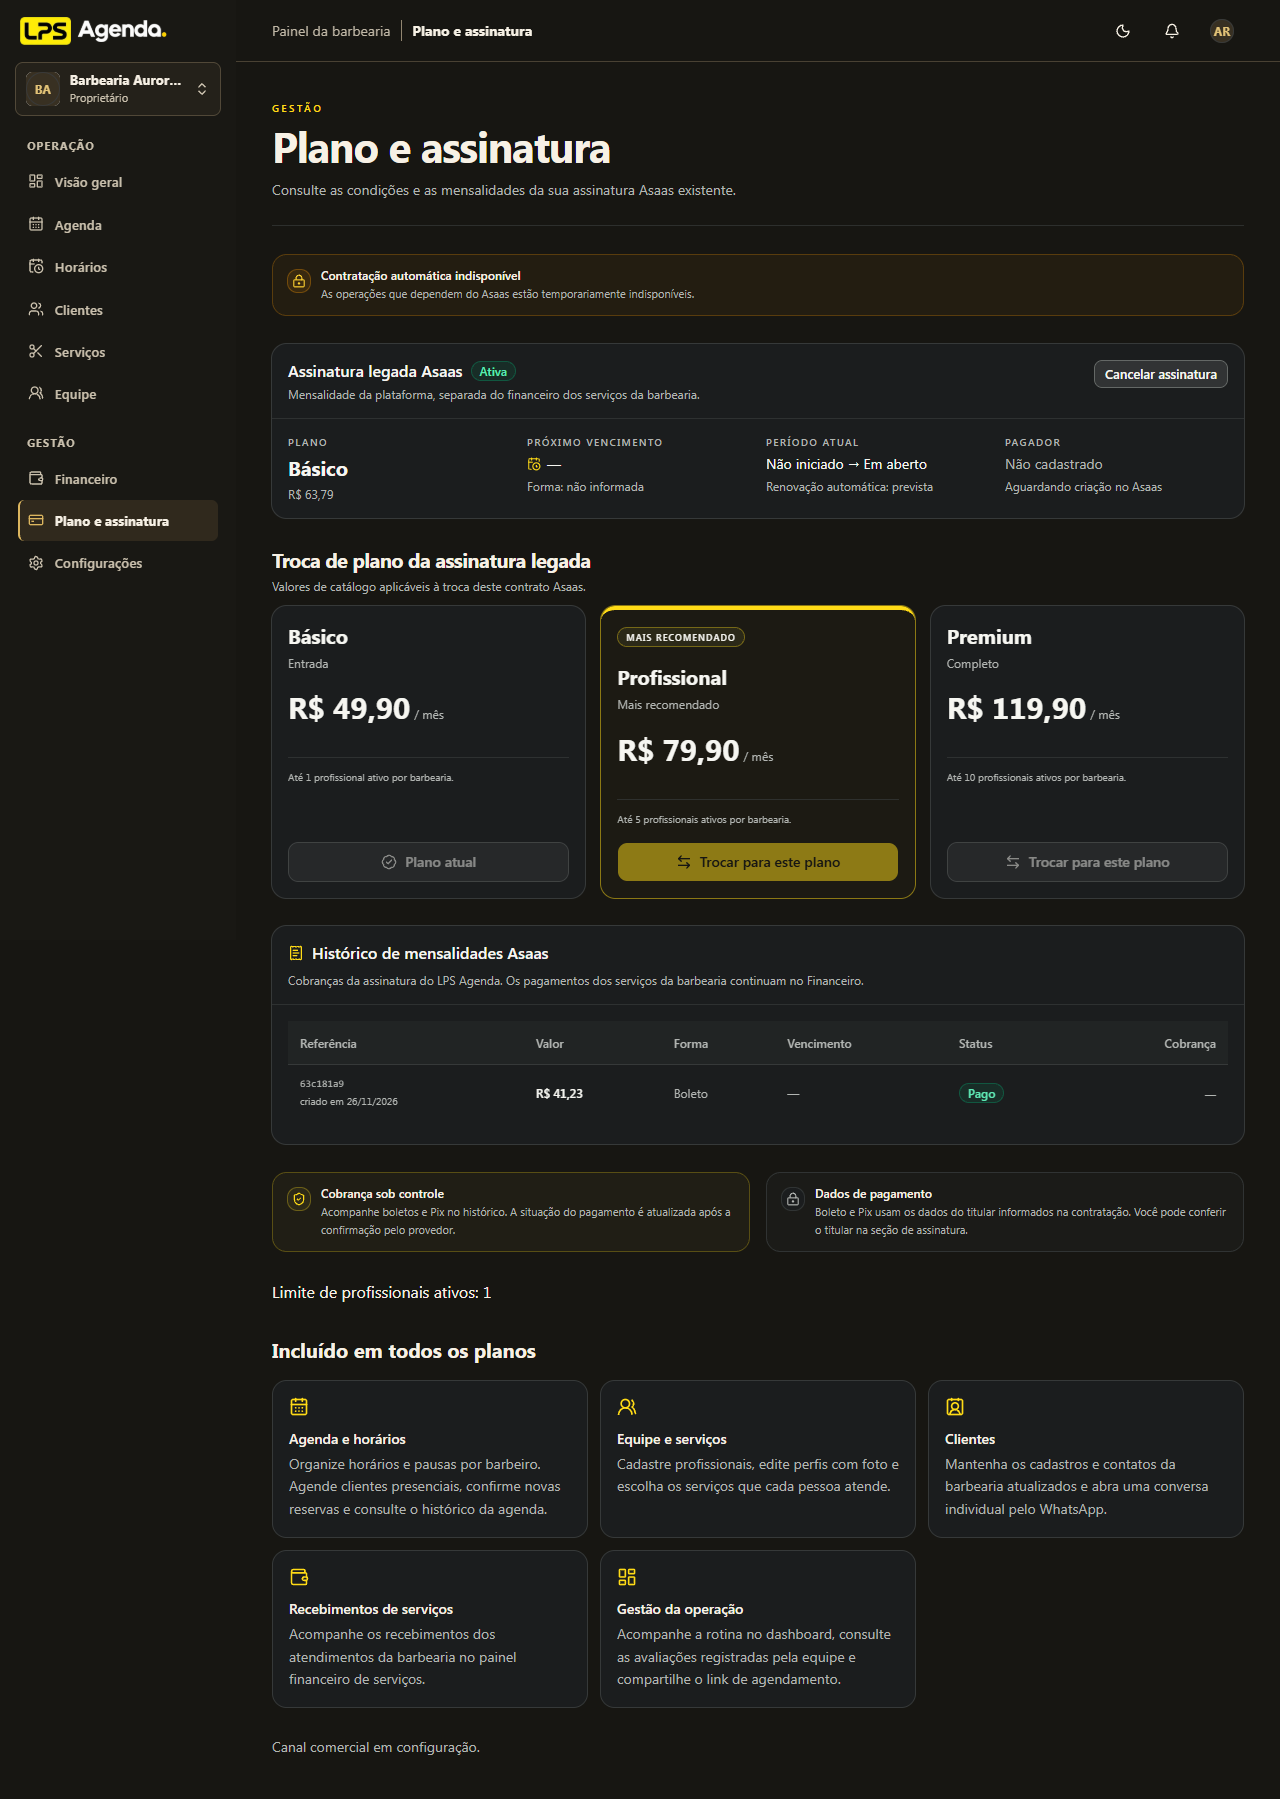 LPS Agenda.
BA
Barbearia Auror...
Proprietário
OPERAÇÃO
Visão geral
Agenda
Horários
Clientes
Serviços
Equipe
GESTÃO
Financeiro
Plano e assinatura
Configurações
Painel da barbearia
Plano e assinatura
AR
GESTÃO
Plano e assinatura
Consulte as condições e as mensalidades da sua assinatura Asaas existente.
Contratação automática indisponível
As operações que dependem do Asaas estão temporariamente indisponíveis.
Assinatura legada Asaas
Ativa
Mensalidade da plataforma, separada do financeiro dos serviços da barbearia.
Cancelar assinatura
PLANO
Básico
R$ 63,79
PRÓXIMO VENCIMENTO
—
Forma: não informada
PERÍODO ATUAL
Não iniciado → Em aberto
Renovação automática: prevista
PAGADOR
Não cadastrado
Aguardando criação no Asaas
Troca de plano da assinatura legada
Valores de catálogo aplicáveis à troca deste contrato Asaas.
Básico
Entrada
R$ 49,90 / mês
Até 1 profissional ativo por barbearia.
Plano atual
MAIS RECOMENDADO
Profissional
Mais recomendado
R$ 79,90 / mês
Até 5 profissionais ativos por barbearia.
Trocar para este plano
Premium
Completo
R$ 119,90 / mês
Até 10 profissionais ativos por barbearia.
Trocar para este plano
Histórico de mensalidades Asaas
Cobranças da assinatura do LPS Agenda. Os pagamentos dos serviços da barbearia continuam no Financeiro.
Referência Valor Forma Vencimento Status Cobrança
63c181a9
criado em 26/11/2026
R$ 41,23 Boleto — Pago —
Cobrança sob controle
Acompanhe boletos e Pix no histórico. A situação do pagamento é atualizada após a
confirmação pelo provedor.
Dados de pagamento
Boleto e Pix usam os dados do titular informados na contratação. Você pode conferir
o titular na seção de assinatura.
Limite de profissionais ativos: 1
Incluído em todos os planos
Agenda e horários
Organize horários e pausas por barbeiro.
Agende clientes presenciais, confirme novas
reservas e consulte o histórico da agenda.
Equipe e serviços
Cadastre profissionais, edite perfis com foto e
escolha os serviços que cada pessoa atende.
Clientes
Mantenha os cadastros e contatos da
barbearia atualizados e abra uma conversa
individual pelo WhatsApp.
Recebimentos de serviços
Acompanhe os recebimentos dos
atendimentos da barbearia no painel
financeiro de serviços.
Gestão da operação
Acompanhe a rotina no dashboard, consulte
as avaliações registradas pela equipe e
compartilhe o link de agendamento.
Canal comercial em configuração.